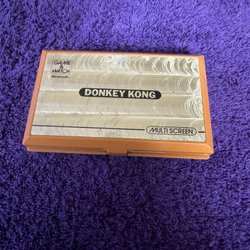 GAME
&
WATCH
Nintendo
DONKEY KONG
MULTI SCREEN